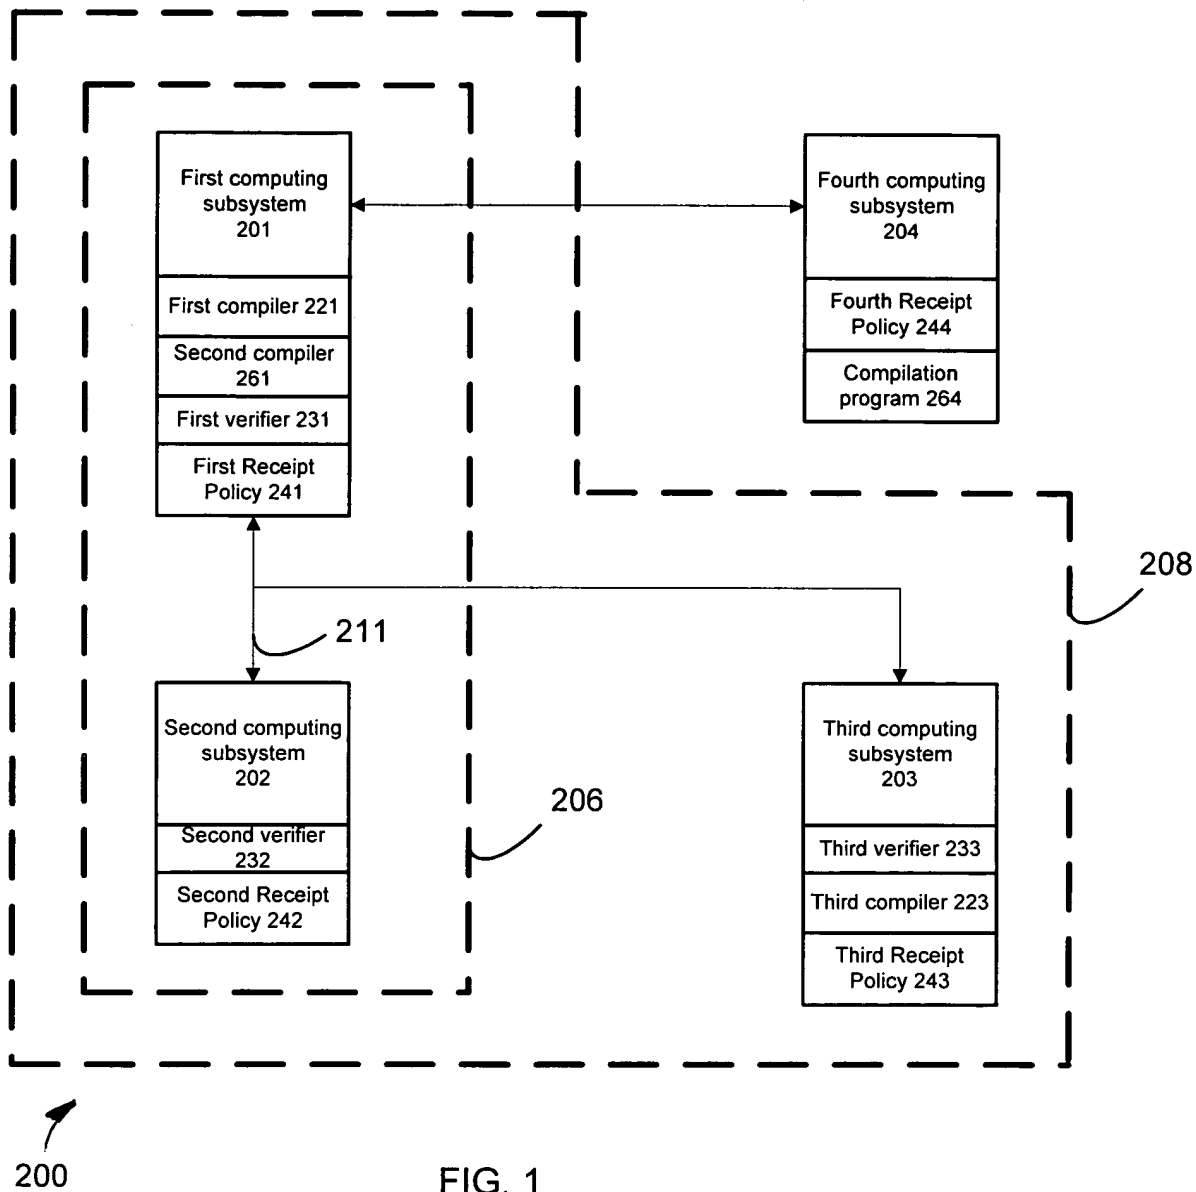 First computing
subsystem
201
First compiler 221
Second compiler
261
First verifier 231
First Receipt
Policy 241
Fourth computing
subsystem
204
Fourth Receipt
Policy 244
Compilation
program 264
208
211
Second computing
subsystem
202
Second verifier
232
Second Receipt
Policy 242
206
Third computing
subsystem
203
Third verifier 233
Third compiler 223
Third Receipt
Policy 243
200
FIG. 1